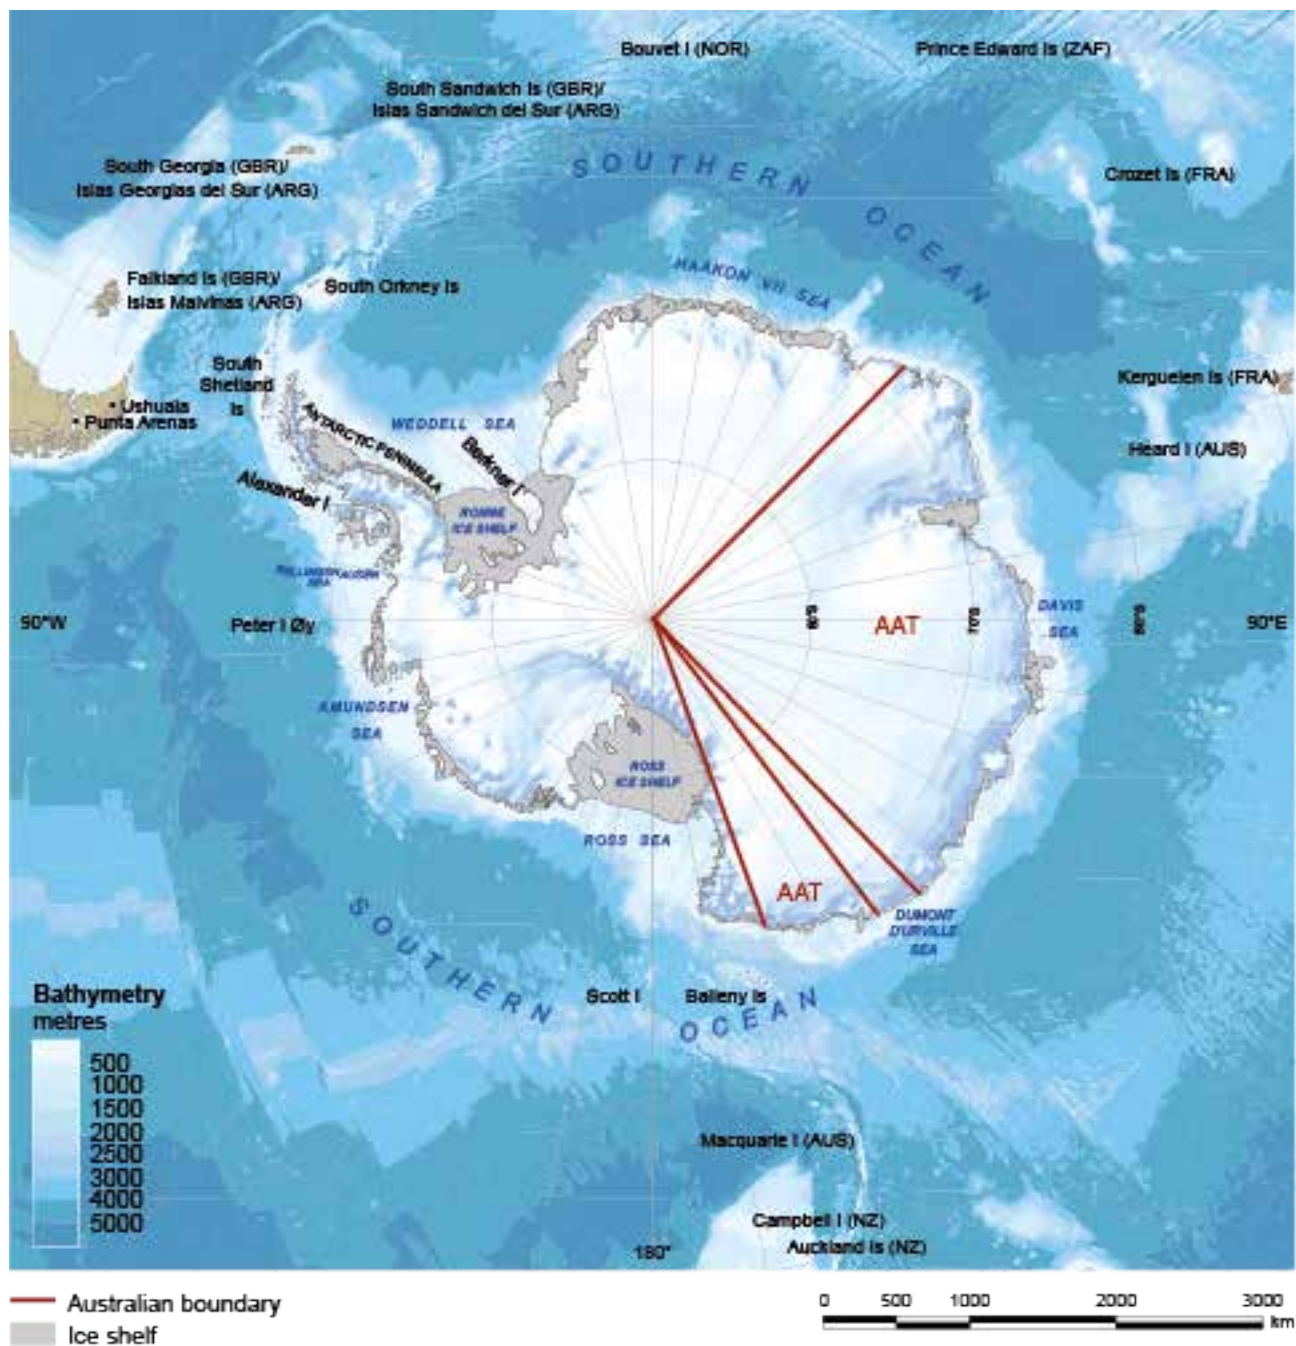 Bouvet I (NOR)
Prince Edward Is (ZAF)
South Sandwich Is (GBR)/
Islas Sandwich del Sur (ARG)
SOUTHERN
OCEAN
South Georgia (GBR)/
Islas Georgias del Sur (ARG)
Crozet Is (FRA)
HAAKON VII SEA
Falkland Is (GBR)/
Islas Malvinas (ARG)
South Orkney Is
South
Shetland
Is
Kerguelen Is (FRA)
Ushuaia
Punta Arenas
WEDDELL SEA
ANTARCTIC PENINSULA
Berkner I
Heard I (AUS)
Alexander I
RONNE
ICE SHELF
BELLINGSHAUSEN
SEA
90°W
Peter I Øy
AAT
80°S
70°S
60°S
DAVIS
SEA
90°E
AMUNDSEN
SEA
ROSS
ICE SHELF
ROSS SEA
AAT
DUMONT
D'URVILLE
SEA
SOUTHERN
OCEAN
Scott I
Balleny Is
Bathymetry
metres
500
1000
1500
2000
2500
3000
4000
5000
Macquarie I (AUS)
Campbell I (NZ)
Auckland Is (NZ)
180°
Australian boundary
Ice shelf
0 500 1000 2000 3000
km